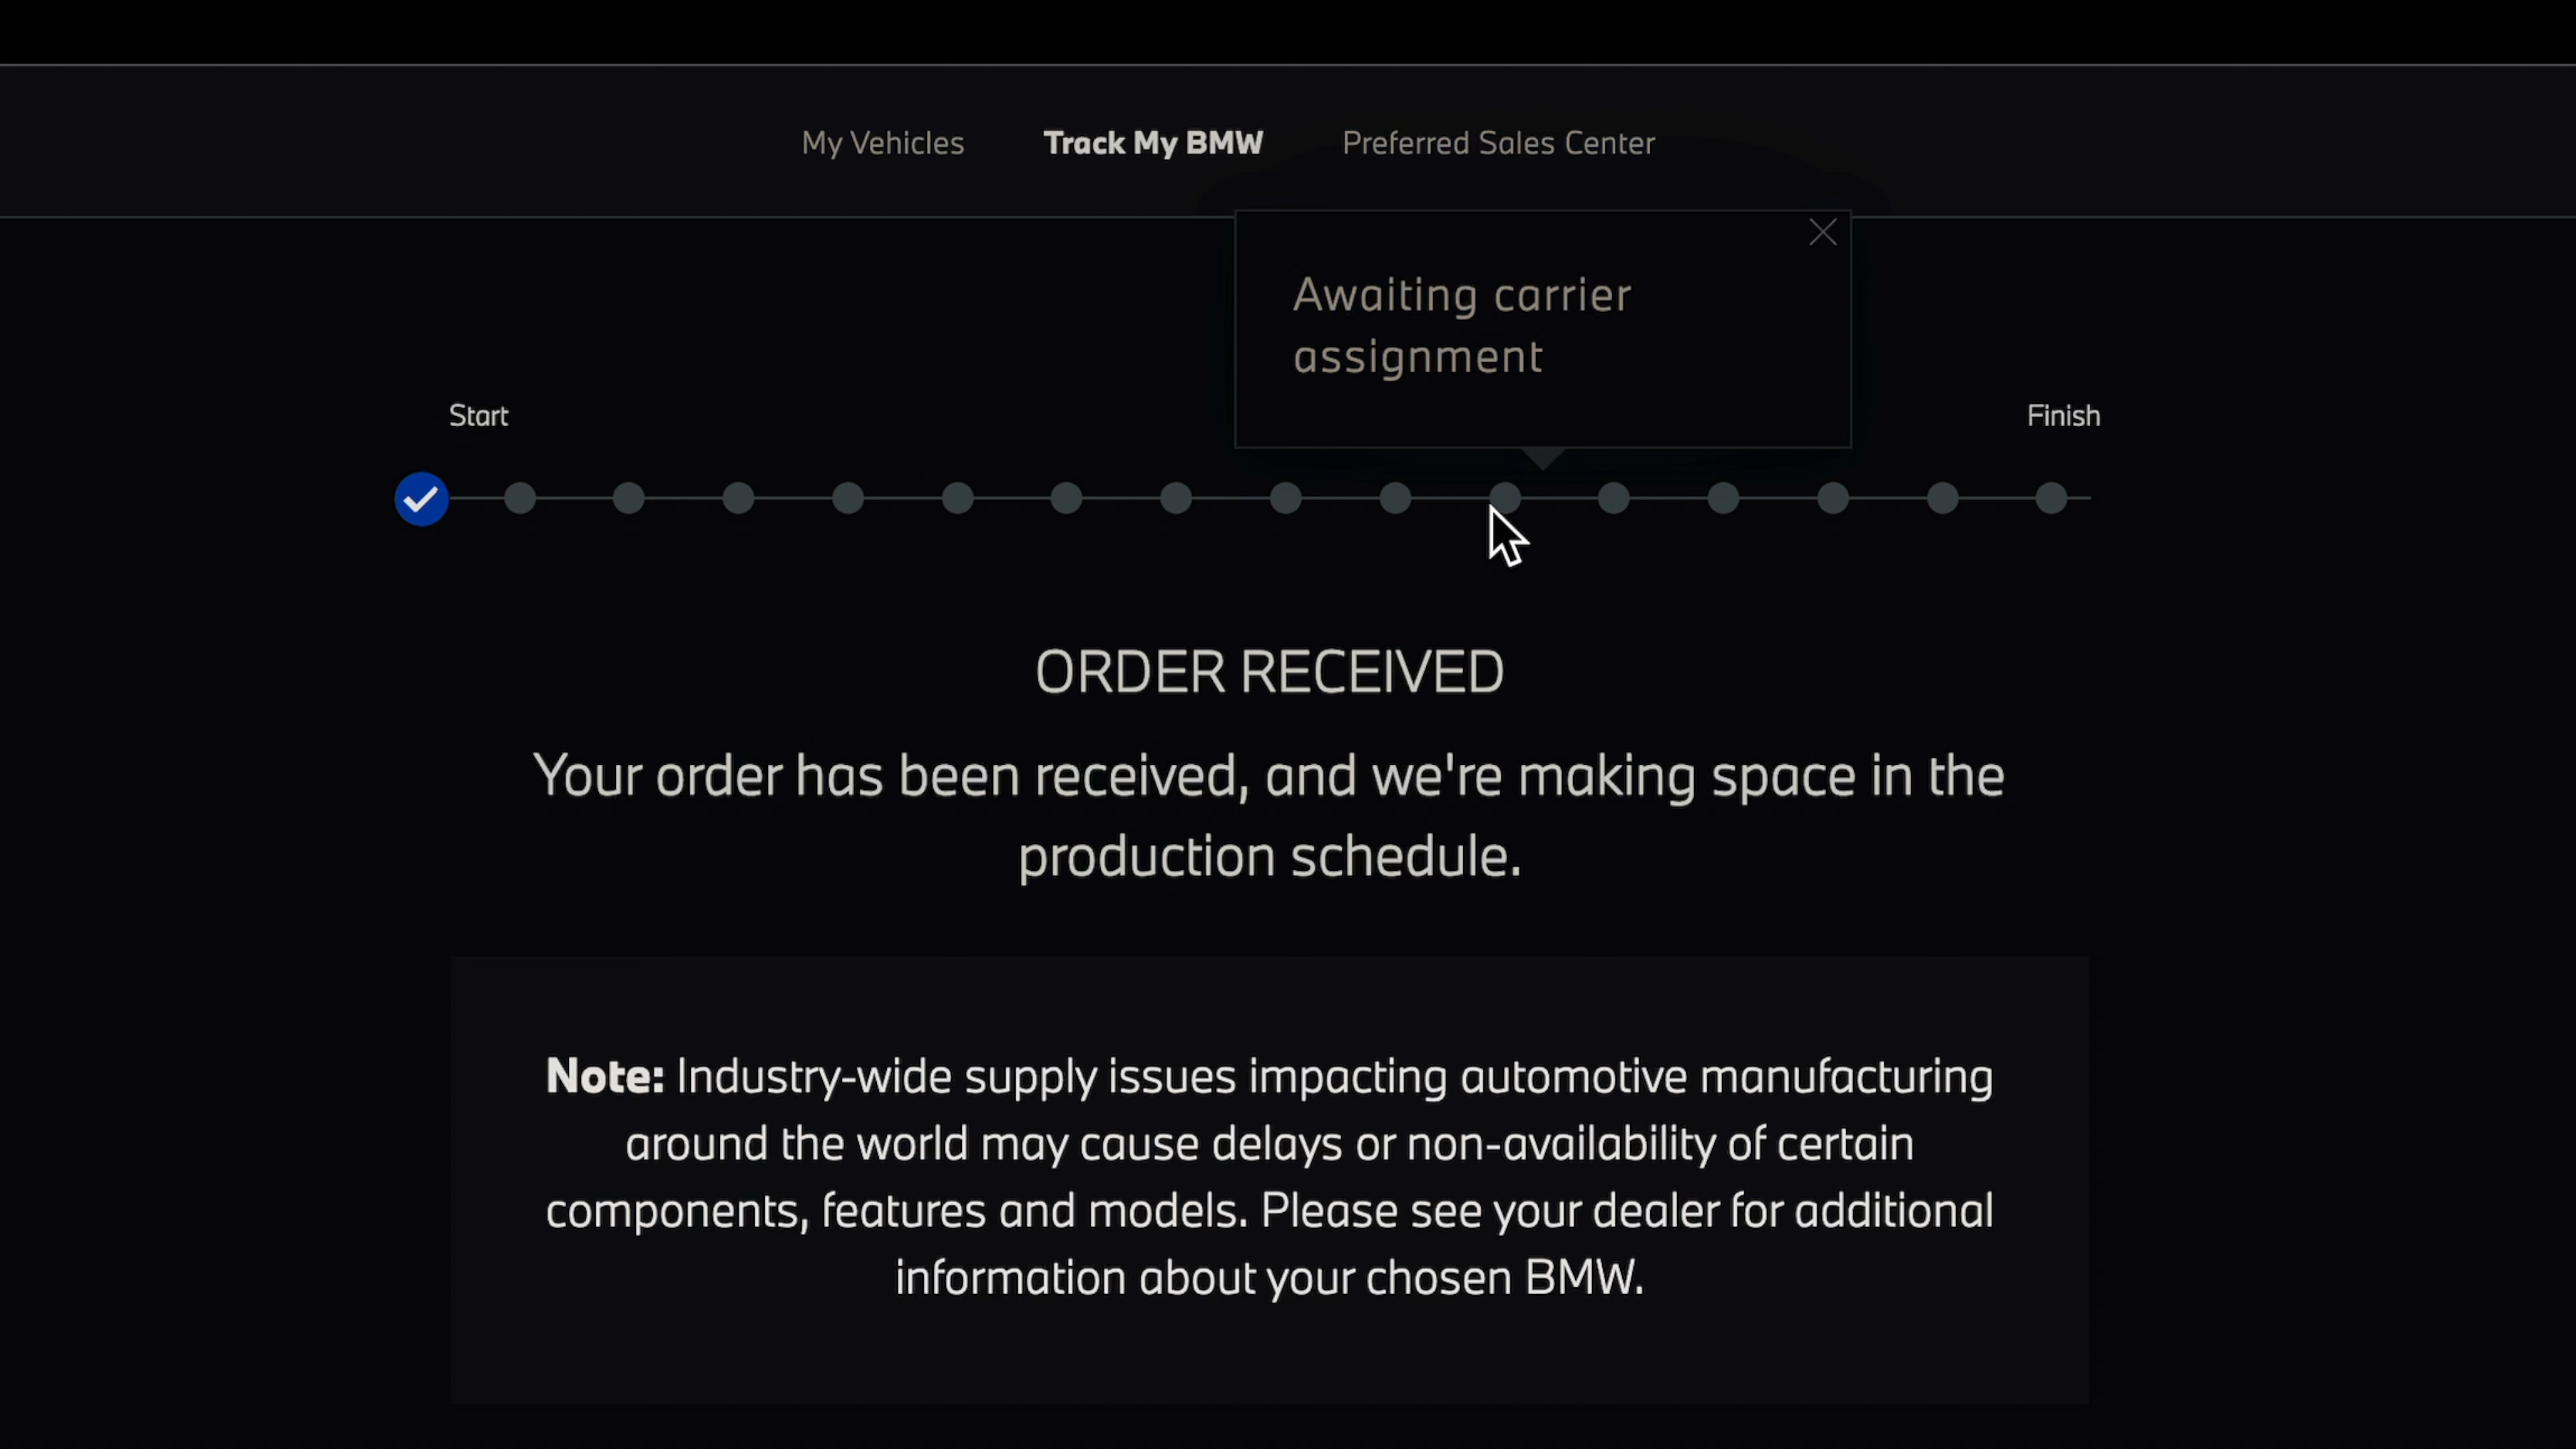 My Vehicles Track My BMW Preferred Sales Center
Awaiting carrier
assignment
Start
Finish
ORDER RECEIVED
Your order has been received, and we're making space in the
production schedule.
Note: Industry-wide supply issues impacting automotive manufacturing
around the world may cause delays or non-availability of certain
components, features and models. Please see your dealer for additional
information about your chosen BMW.